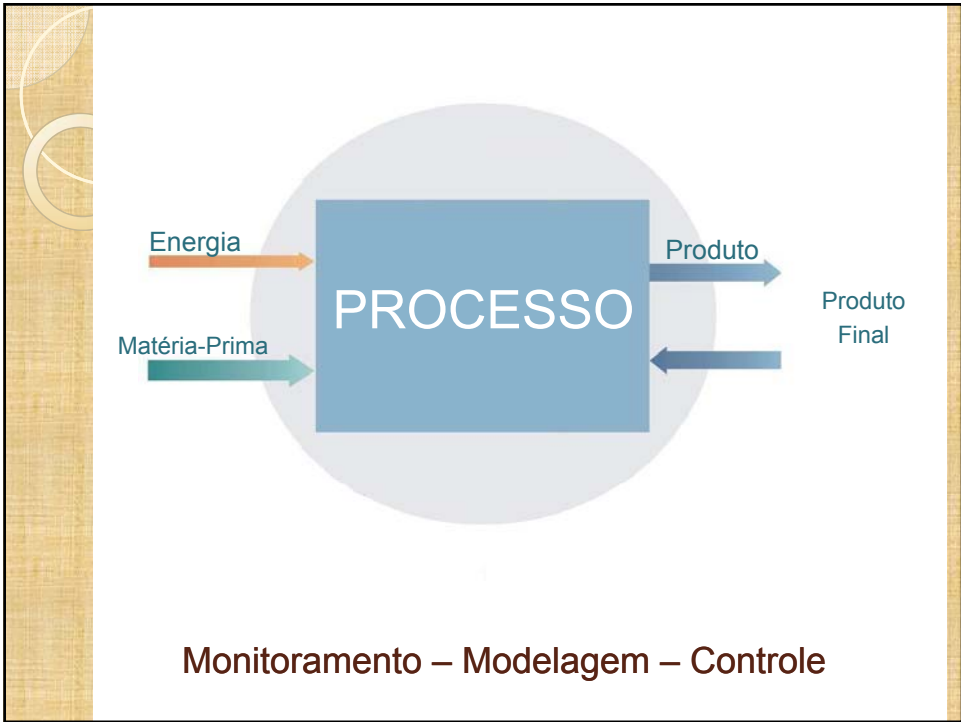 Energia
Produto
PROCESSO
Produto
Final
Matéria-Prima
Monitoramento – Modelagem – Controle